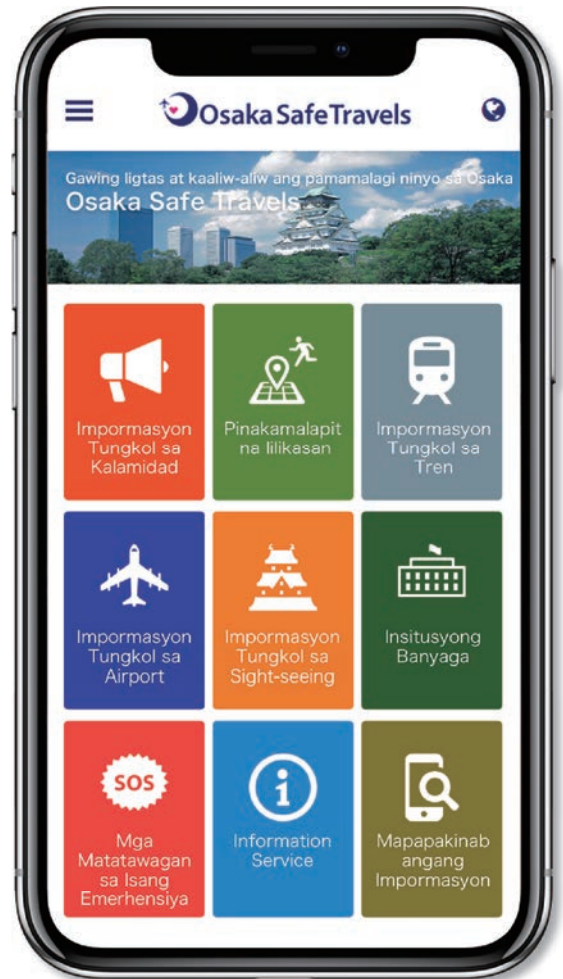 Osaka Safe Travels
Gawing ligtas at kaaliw-aliw ang pamamalagi ninyo sa Osaka
Osaka Safe Travels
Impormasyon
Tungkol sa
Kalamidad
Pinakamalapit
na lilikasan
Impormasyon
Tungkol sa
Tren
Impormasyon
Tungkol sa
Airport
Impormasyon
Tungkol sa
Sight-seeing
Insitusyong
Banyaga
SOS
Mga
Matatawagan
sa Isang
Emerhensiya
i
Information
Service
Mapapakinab
angang
Impormasyon